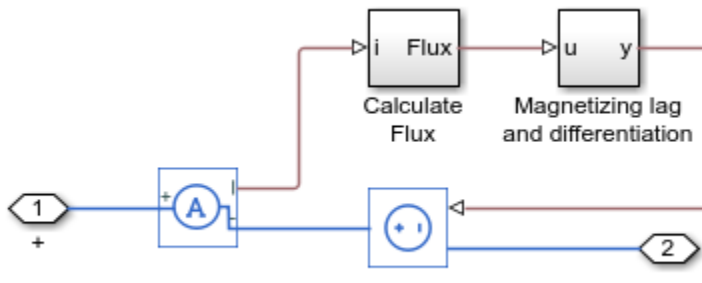 i Flux
u y
Calculate
Flux
Magnetizing lag
and differentiation
+ I
A
-
1
+
+ -
2